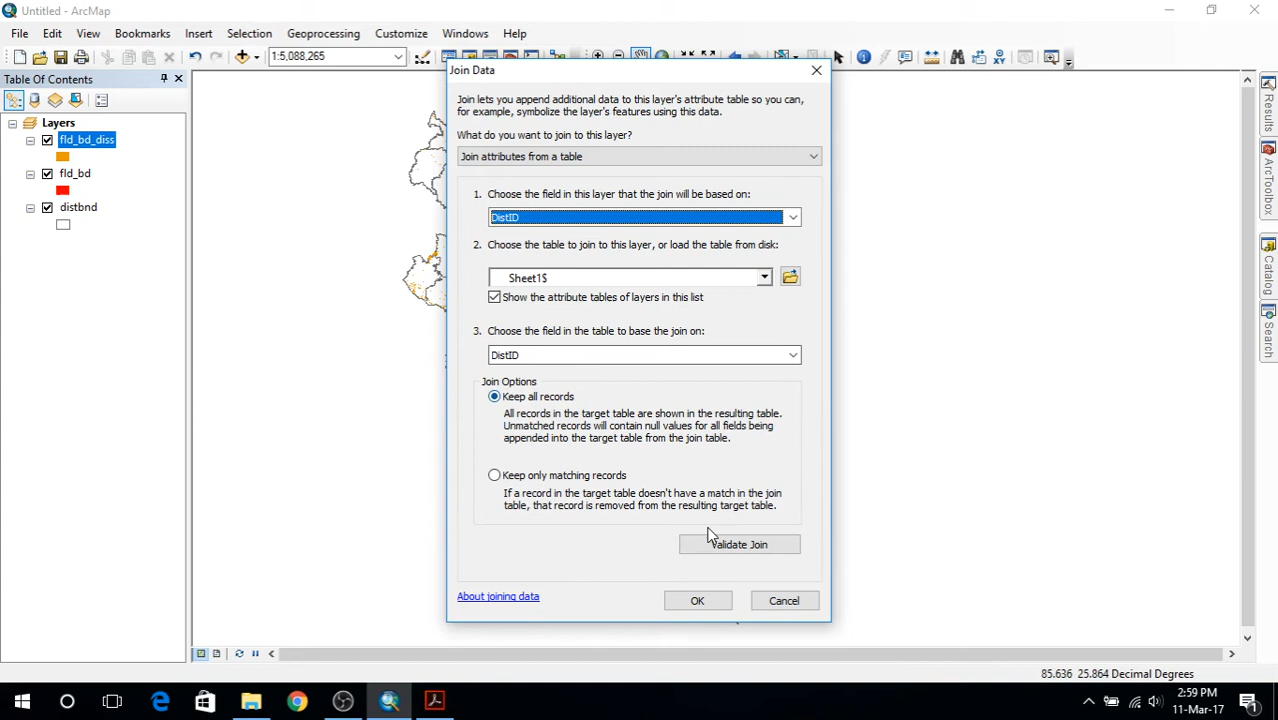 Untitled - ArcMap
File Edit View Bookmarks Insert Selection Geoprocessing Customize Windows Help
1:5,088,265
Table Of Contents
Layers
fld_bd_diss
fld_bd
distbnd
Join Data
Join lets you append additional data to this layer's attribute table so you can,
for example, symbolize the layer's features using this data.
What do you want to join to this layer?
Join attributes from a table
1. Choose the field in this layer that the join will be based on:
DistID
2. Choose the table to join to this layer, or load the table from disk:
Sheet1$
Show the attribute tables of layers in this list
3. Choose the field in the table to base the join on:
DistID
Join Options
Keep all records
All records in the target table are shown in the resulting table.
Unmatched records will contain null values for all fields being
appended into the target table from the join table.
Keep only matching records
If a record in the target table doesn't have a match in the join
table, that record is removed from the resulting target table.
Validate Join
About joining data
OK
Cancel
Results
ArcToolbox
Catalog
Search
85.636 25.864 Decimal Degrees
2:59 PM
11-Mar-17